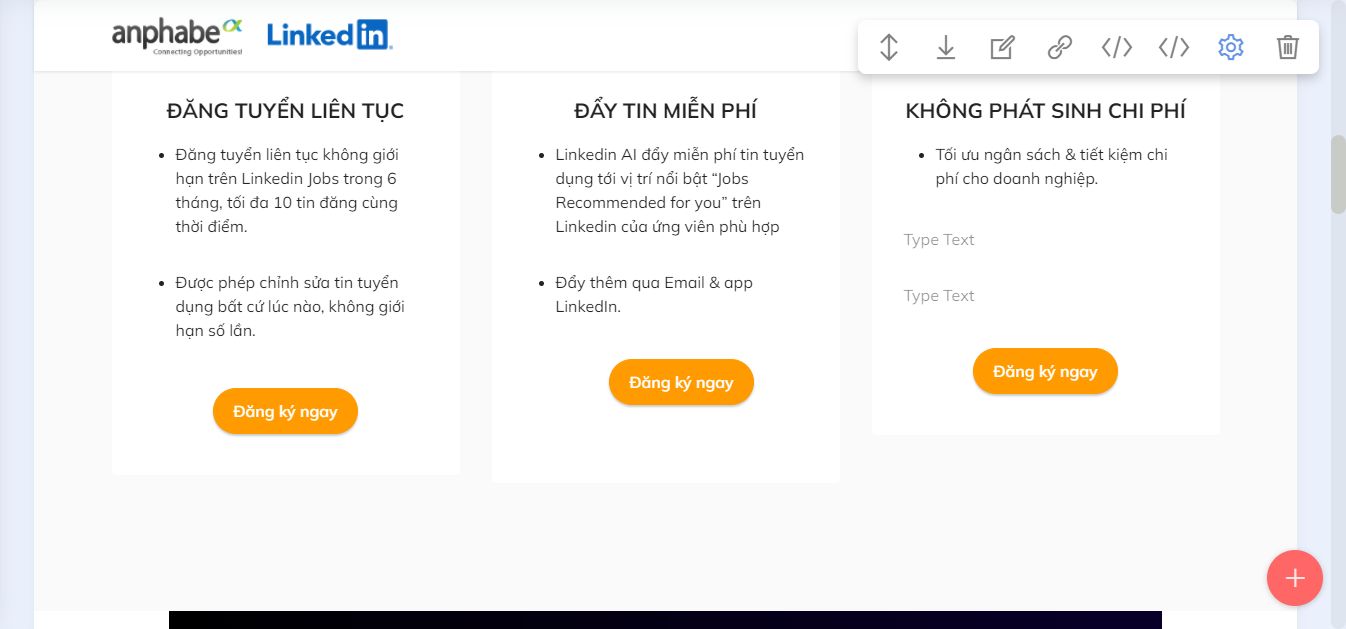 anphabe
Connecting Opportunities!
Linked in
ĐĂNG TUYỂN LIÊN TỤC
Đăng tuyển liên tục không giới
hạn trên Linkedin Jobs trong 6
tháng, tối đa 10 tin đăng cùng
thời điểm.
Được phép chỉnh sửa tin tuyển
dụng bất cứ lúc nào, không giới
hạn số lần.
Đăng ký ngay
ĐẨY TIN MIỄN PHÍ
Linkedin AI đẩy miễn phí tin tuyển
dụng tới vị trí nổi bật “Jobs
Recommended for you” trên
Linkedin của ứng viên phù hợp
Đẩy thêm qua Email & app
LinkedIn.
Đăng ký ngay
KHÔNG PHÁT SINH CHI PHÍ
Tối ưu ngân sách & tiết kiệm chi
phí cho doanh nghiệp.
Type Text
Type Text
Đăng ký ngay